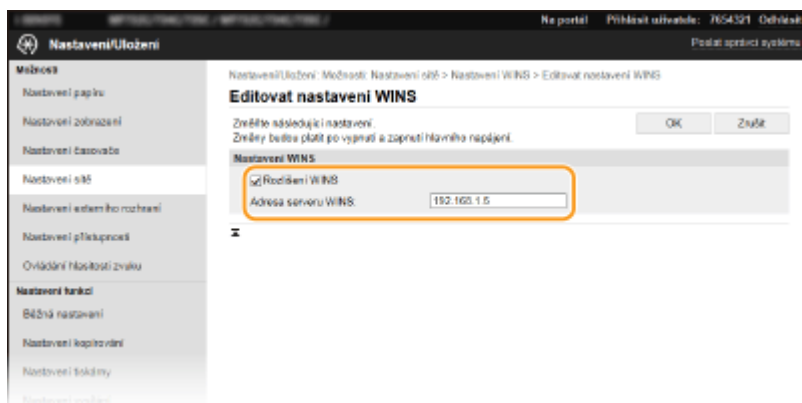 Na portál Přihlásit uživatele: 7654321 Odhlásit
Nastavení/Uložení
Poslat správci systému
Možnosti
Nastavení papíru
Nastavení zobrazení
Nastavení časovače
Nastavení sítě
Nastavení externího rozhraní
Nastavení přístupnosti
Ovládání hlasitosti zvuku
Nastavení funkcí
Běžná nastavení
Nastavení kopírování
Nastavení tiskárny
Nastavení/Uložení: Možnosti: Nastavení sítě > Nastavení WINS > Editovat nastavení WINS
Editovat nastavení WINS
Změňte následující nastavení.
Změny budou platit po vypnutí a zapnutí hlavního napájení.
OK Zrušit
Nastavení WINS
Rozlišení WINS
Adresa serveru WINS: 192.168.1.5